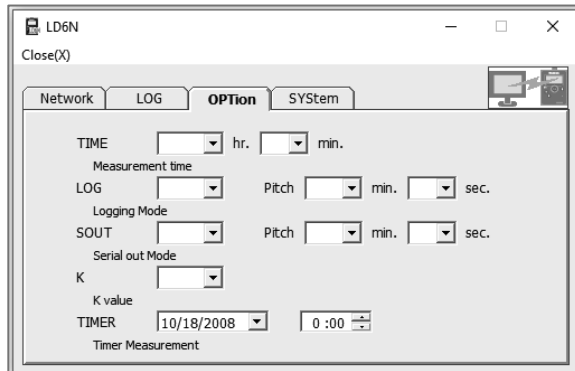 LD6N
Close(X)
Network LOG OPTion SYStem
TIME hr. min.
Measurement time
LOG Pitch min. sec.
Logging Mode
SOUT Pitch min. sec.
Serial out Mode
K
K value
TIMER 10/18/2008 0 :00
Timer Measurement